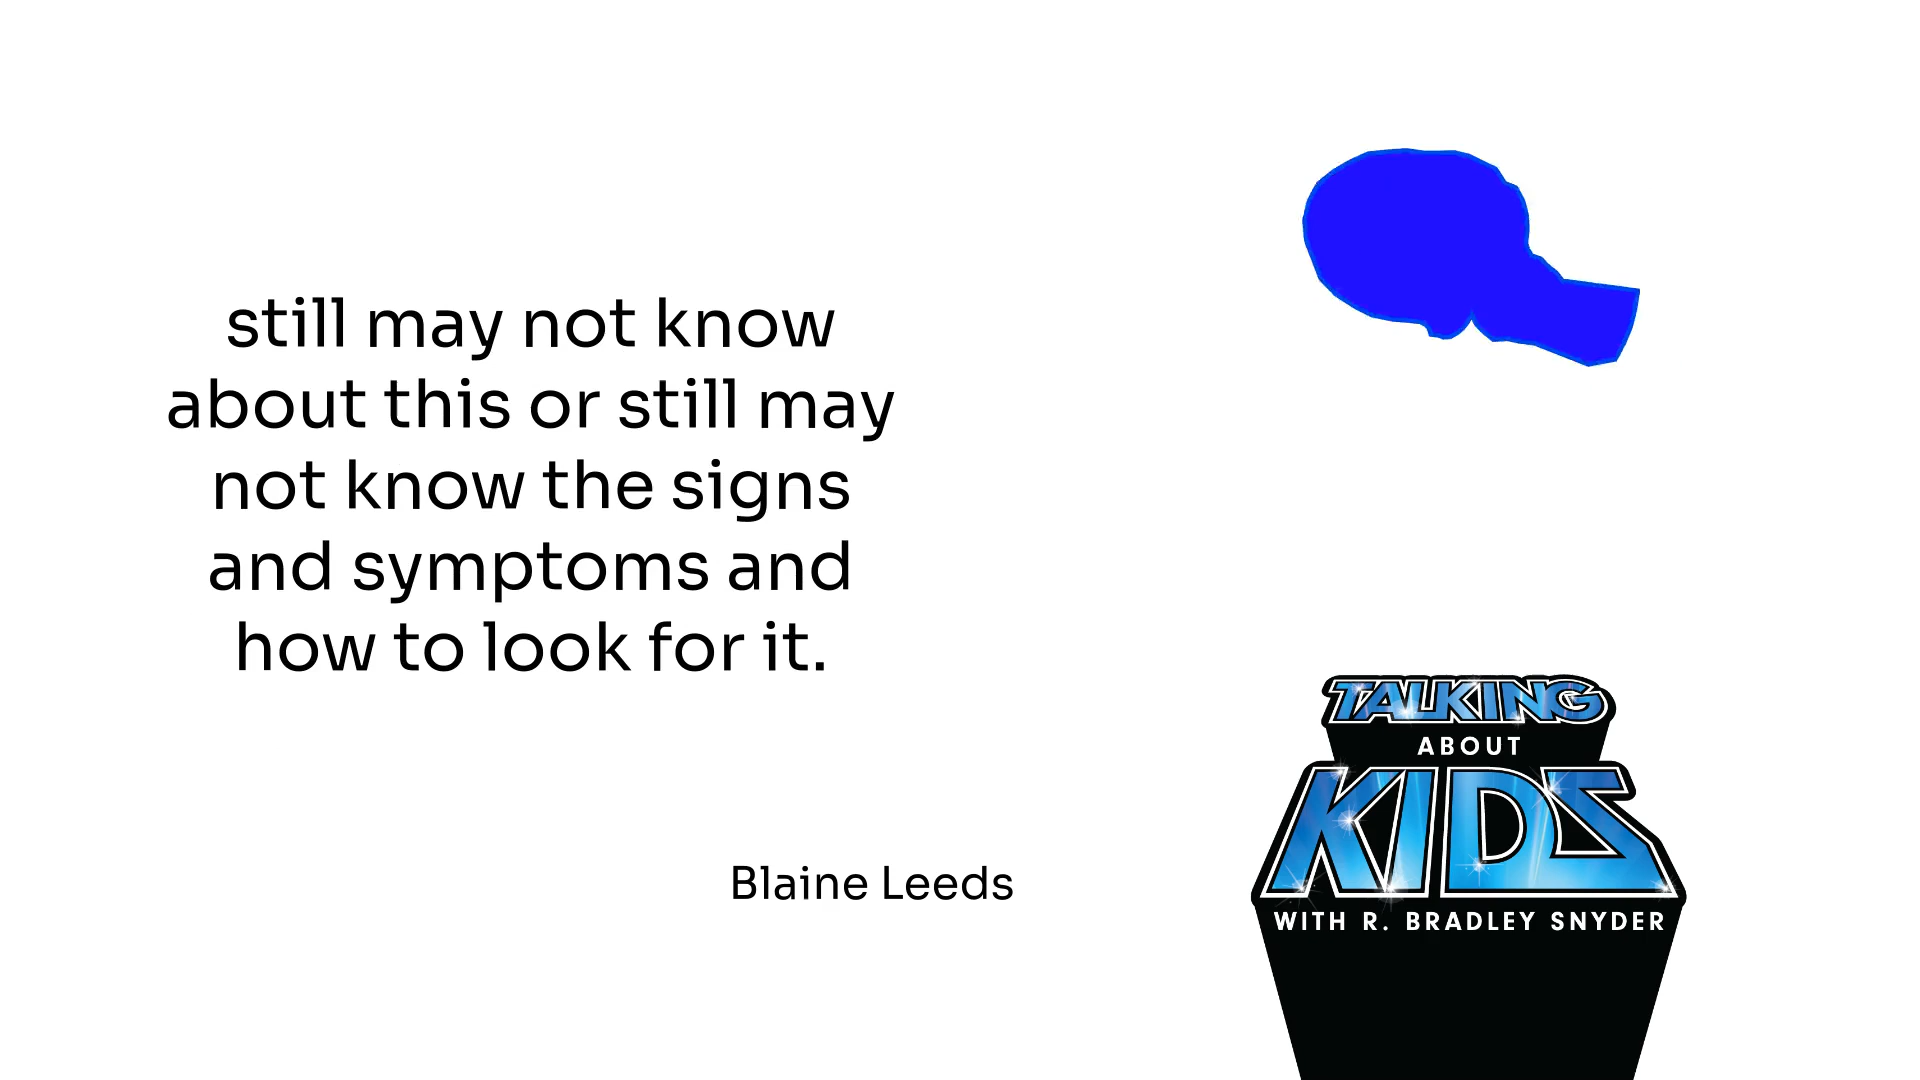 still may not know
about this or still may
not know the signs
and symptoms and
how to look for it.
Blaine Leeds
TALKING
ABOUT
KIDS
WITH R. BRADLEY SNYDER